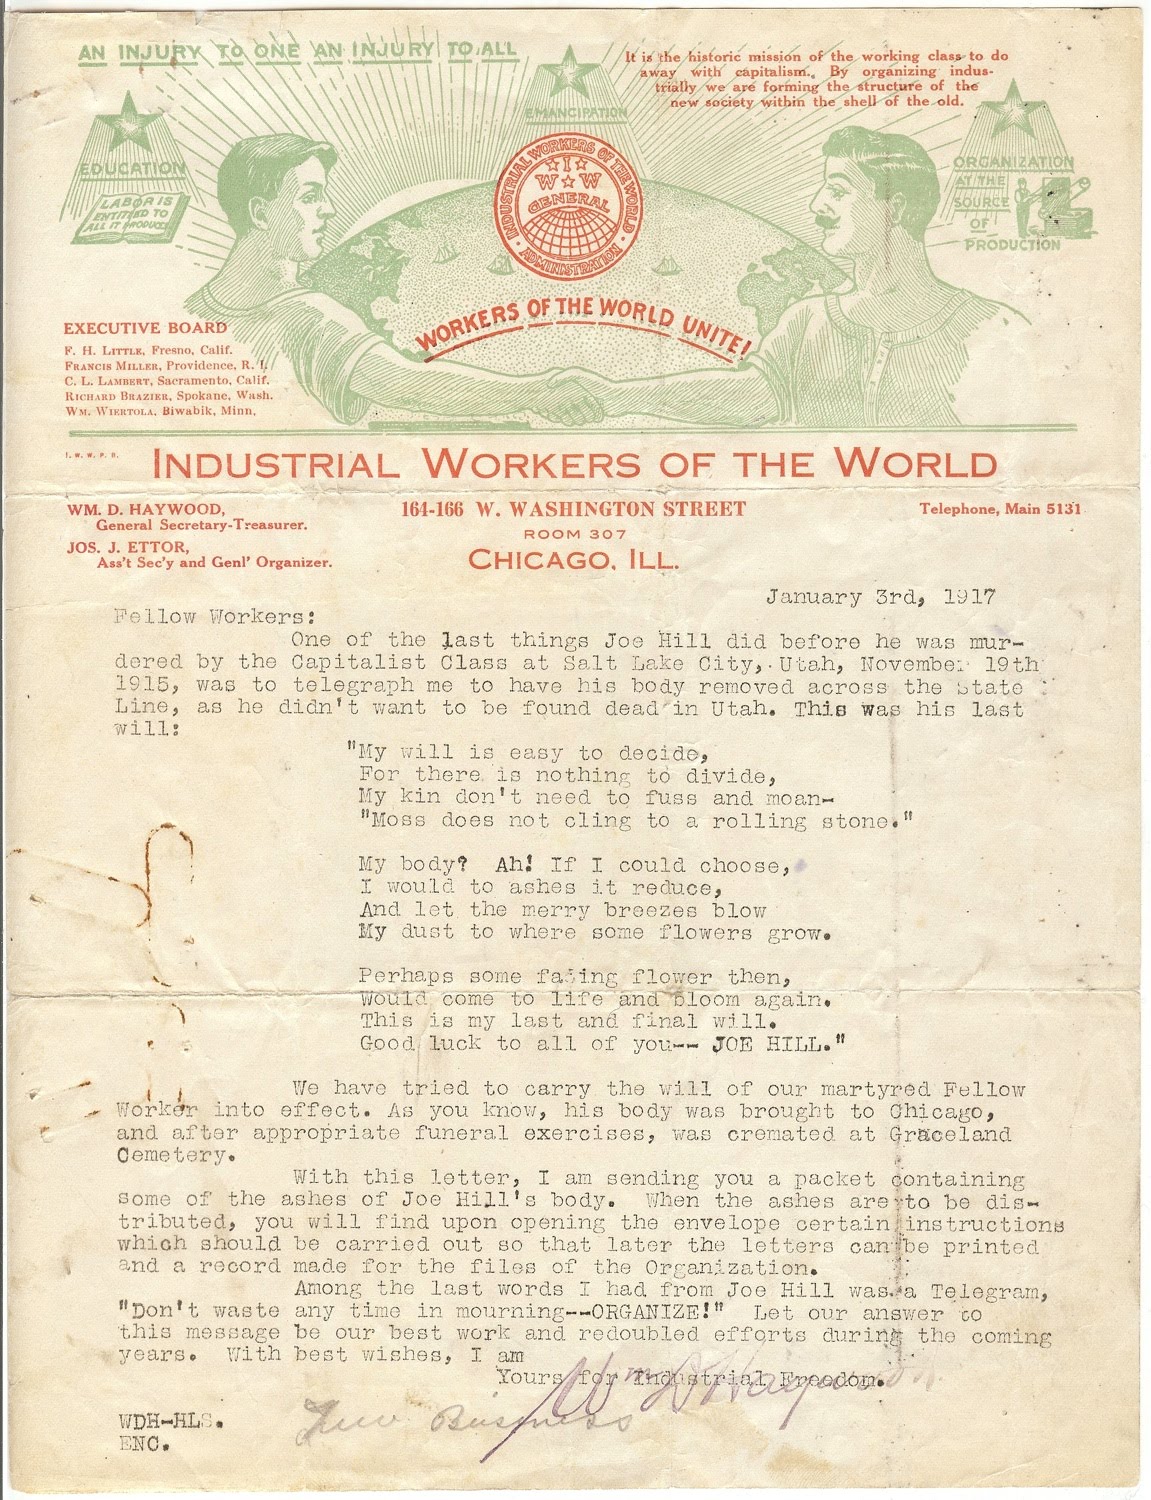 AN INJURY TO ONE AN INJURY TO ALL
It is the historic mission of the working class to do
away with capitalism. By organizing indus-
trially we are forming the structure of the
new society within the shell of the old.
EMANCIPATION
EDUCATION
LABOR IS
ENTITLED TO
ALL IT PRODUCES
ORGANIZATION
AT THE
SOURCE
OF
PRODUCTION
INDUSTRIAL WORKERS OF THE WORLD
I
W W
GENERAL
ADMINISTRATION
WORKERS OF THE WORLD UNITE!
EXECUTIVE BOARD
F. H. LITTLE, Fresno, Calif.
FRANCIS MILLER, Providence, R. I.
C. L. LAMBERT, Sacramento, Calif.
RICHARD BRAZIER, Spokane, Wash.
WM. WIERTOLA, Biwabik, Minn.
I. W. W. P. B.
INDUSTRIAL WORKERS OF THE WORLD
WM. D. HAYWOOD,
General Secretary-Treasurer.
JOS. J. ETTOR,
Ass't Sec'y and Genl' Organizer.
164-166 W. WASHINGTON STREET
ROOM 307
CHICAGO, ILL.
Telephone, Main 5131
January 3rd, 1917
Fellow Workers:
One of the last things Joe Hill did before he was mur-
dered by the Capitalist Class at Salt Lake City, Utah, November 19th
1915, was to telegraph me to have his body removed across the State
Line, as he didn't want to be found dead in Utah. This was his last
will:
"My will is easy to decide,
For there is nothing to divide,
My kin don't need to fuss and moan-
"Moss does not cling to a rolling stone."
My body? Ah! If I could choose,
I would to ashes it reduce,
And let the merry breezes blow
My dust to where some flowers grow.
Perhaps some fading flower then,
Would come to life and bloom again.
This is my last and final will.
Good luck to all of you-- JOE HILL."
We have tried to carry the will of our martyred Fellow
Worker into effect. As you know, his body was brought to Chicago,
and after appropriate funeral exercises, was cremated at Graceland
Cemetery.
With this letter, I am sending you a packet containing
some of the ashes of Joe Hill's body. When the ashes are to be dis-
tributed, you will find upon opening the envelope certain instructions
which should be carried out so that later the letters can be printed
and a record made for the files of the Organization.
Among the last words I had from Joe Hill was a Telegram,
"Don't waste any time in mourning--ORGANIZE!" Let our answer to
this message be our best work and redoubled efforts during the coming
years. With best wishes, I am
Yours for Industrial Freedom.
Wm D Haywood
WDH-HLS.
ENC.
Business